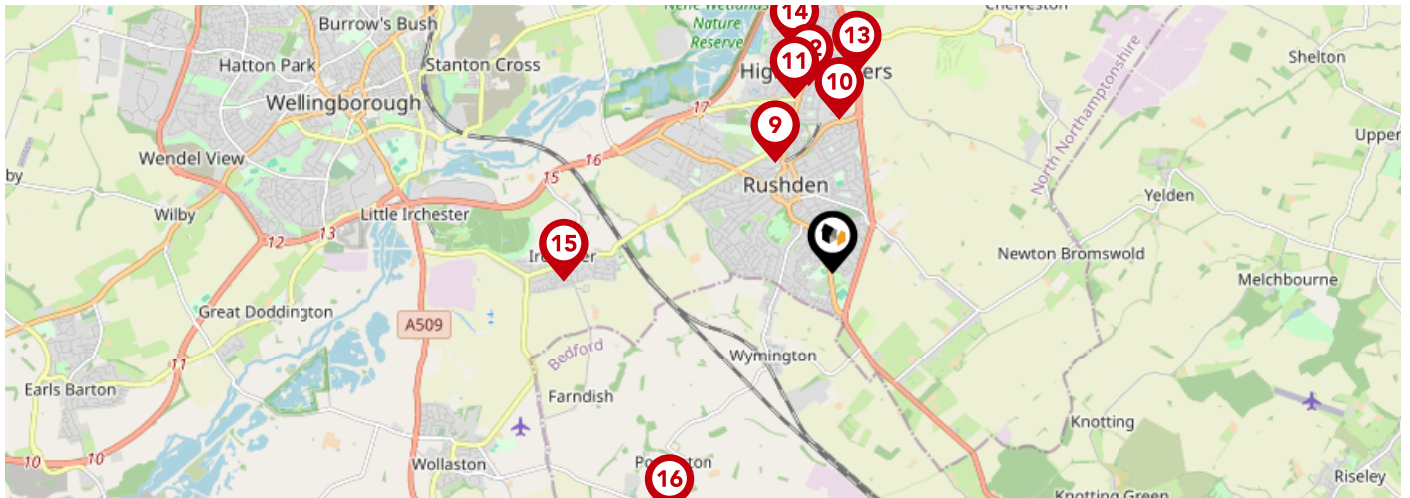 Burrow's Bush
Nene Wetlands
Nature
Reserve
Chelveston
14
13
11
10
9
Hatton Park
Stanton Cross
Shelton
Wellingborough
17
Upper
North Northamptonshire
Wendel View
16
15
by
Rushden
Yelden
Wilby
Little Irchester
12
13
15
Newton Bromswold
Melchbourne
Great Doddington
A509
Bedford
Wymington
11
Earls Barton
Farndish
Knotting
10
10
Wollaston
16
Riseley
Knotting Green